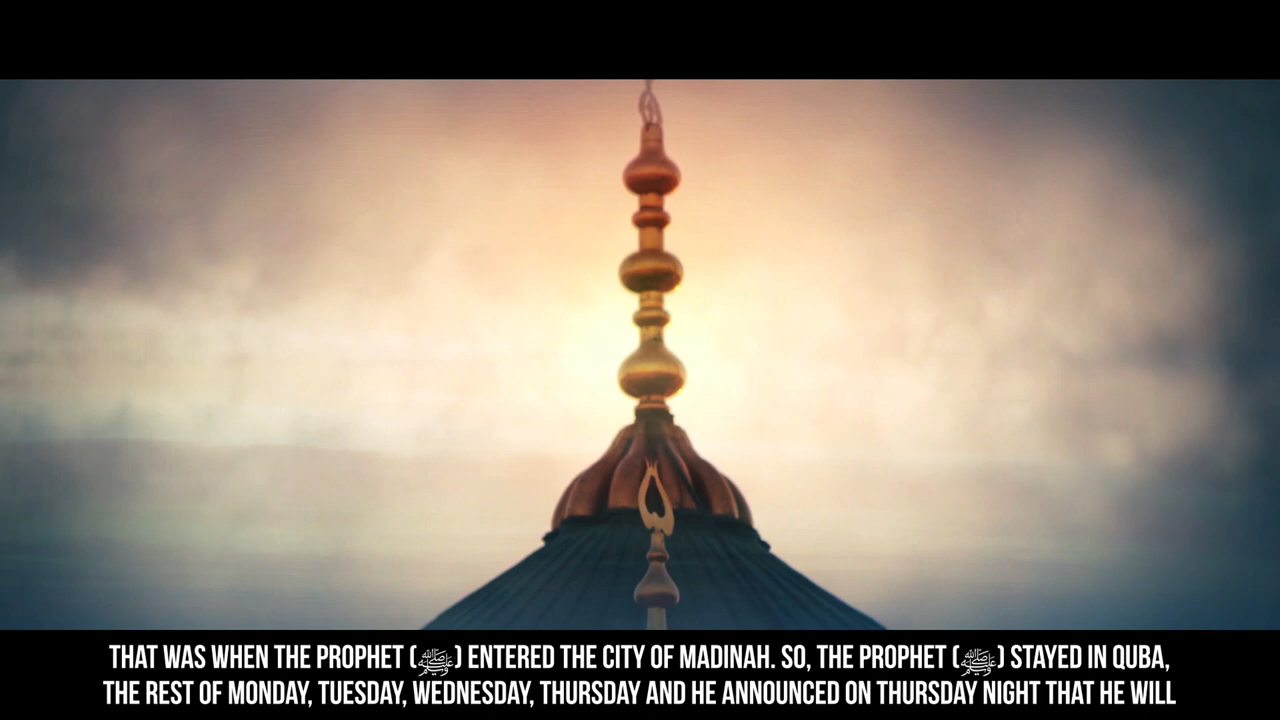 THAT WAS WHEN THE PROPHET (ﷺ) ENTERED THE CITY OF MADINAH. SO, THE PROPHET (ﷺ) STAYED IN QUBA,
THE REST OF MONDAY, TUESDAY, WEDNESDAY, THURSDAY AND HE ANNOUNCED ON THURSDAY NIGHT THAT HE WILL